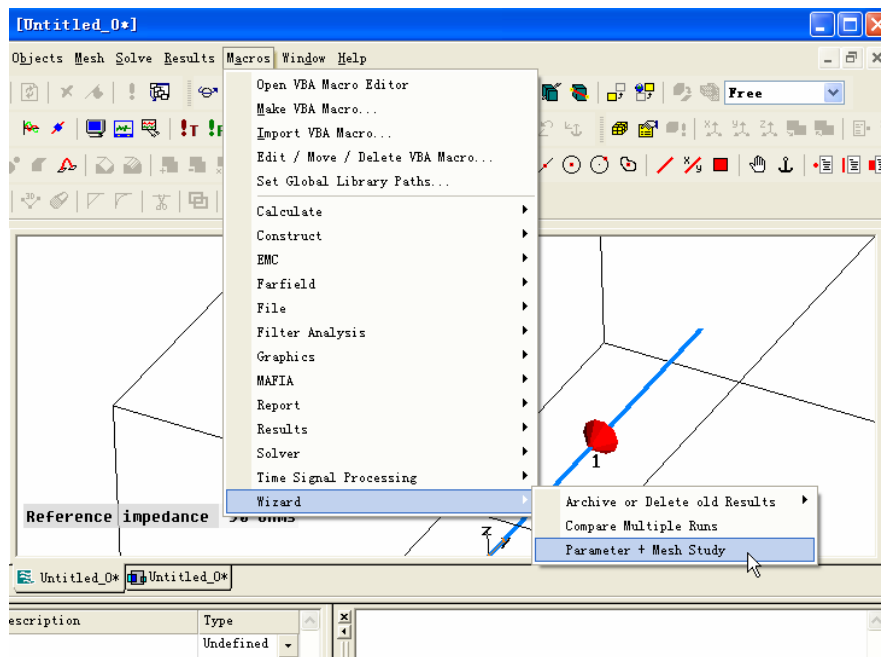 [Untitled_0*]
Objects Mesh Solve Results Macros Window Help
Open VBA Macro Editor
Make VBA Macro...
Import VBA Macro...
Edit / Move / Delete VBA Macro...
Set Global Library Paths...
Calculate
Construct
EMC
Farfield
File
Filter Analysis
Graphics
MAFIA
Report
Results
Solver
Time Signal Processing
Wizard
Archive or Delete old Results
Compare Multiple Runs
Parameter + Mesh Study
Free
1
Reference impedance
z
Untitled_0* Untitled_0*
escription Type
Undefined